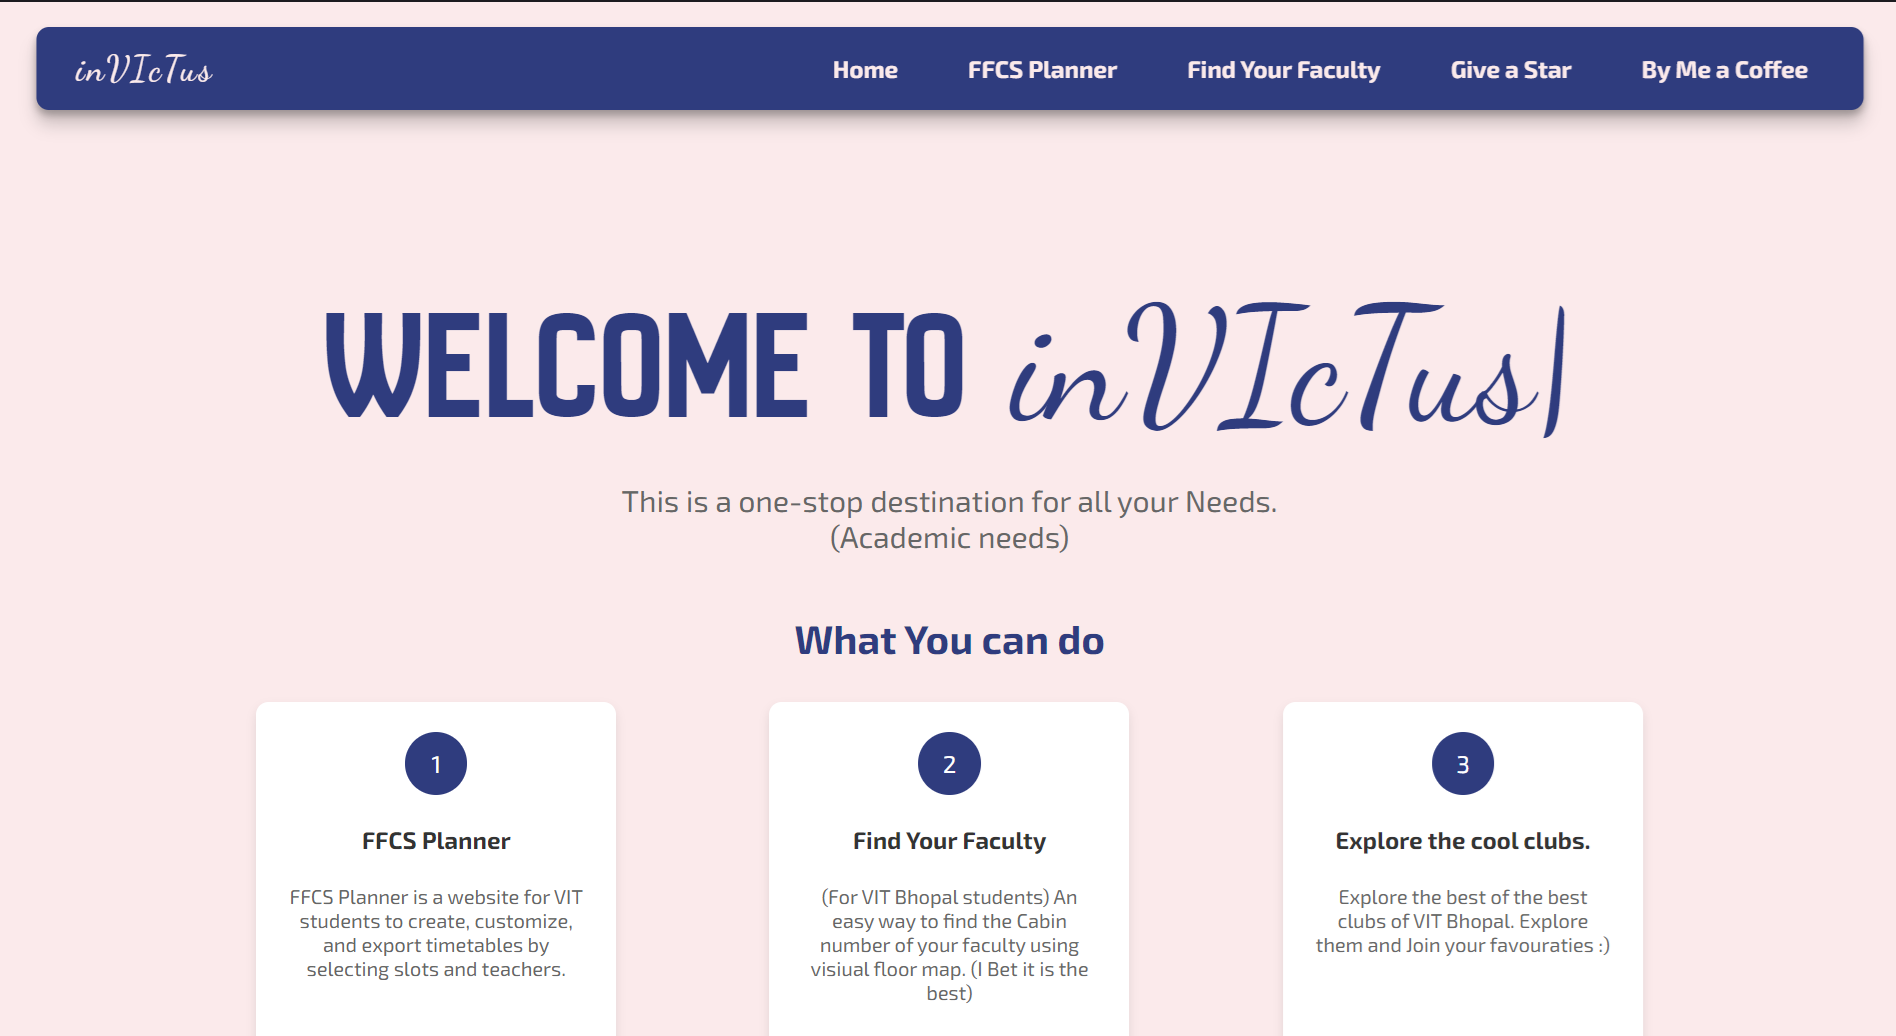 inVIcTus
Home
FFCS Planner
Find Your Faculty
Give a Star
By Me a Coffee
WELCOME TO inVIcTus|
This is a one-stop destination for all your Needs.
(Academic needs)
What You can do
1
FFCS Planner
FFCS Planner is a website for VIT
students to create, customize,
and export timetables by
selecting slots and teachers.
2
Find Your Faculty
(For VIT Bhopal students) An
easy way to find the Cabin
number of your faculty using
visiual floor map. (I Bet it is the
best)
3
Explore the cool clubs.
Explore the best of the best
clubs of VIT Bhopal. Explore
them and Join your favouraties :)